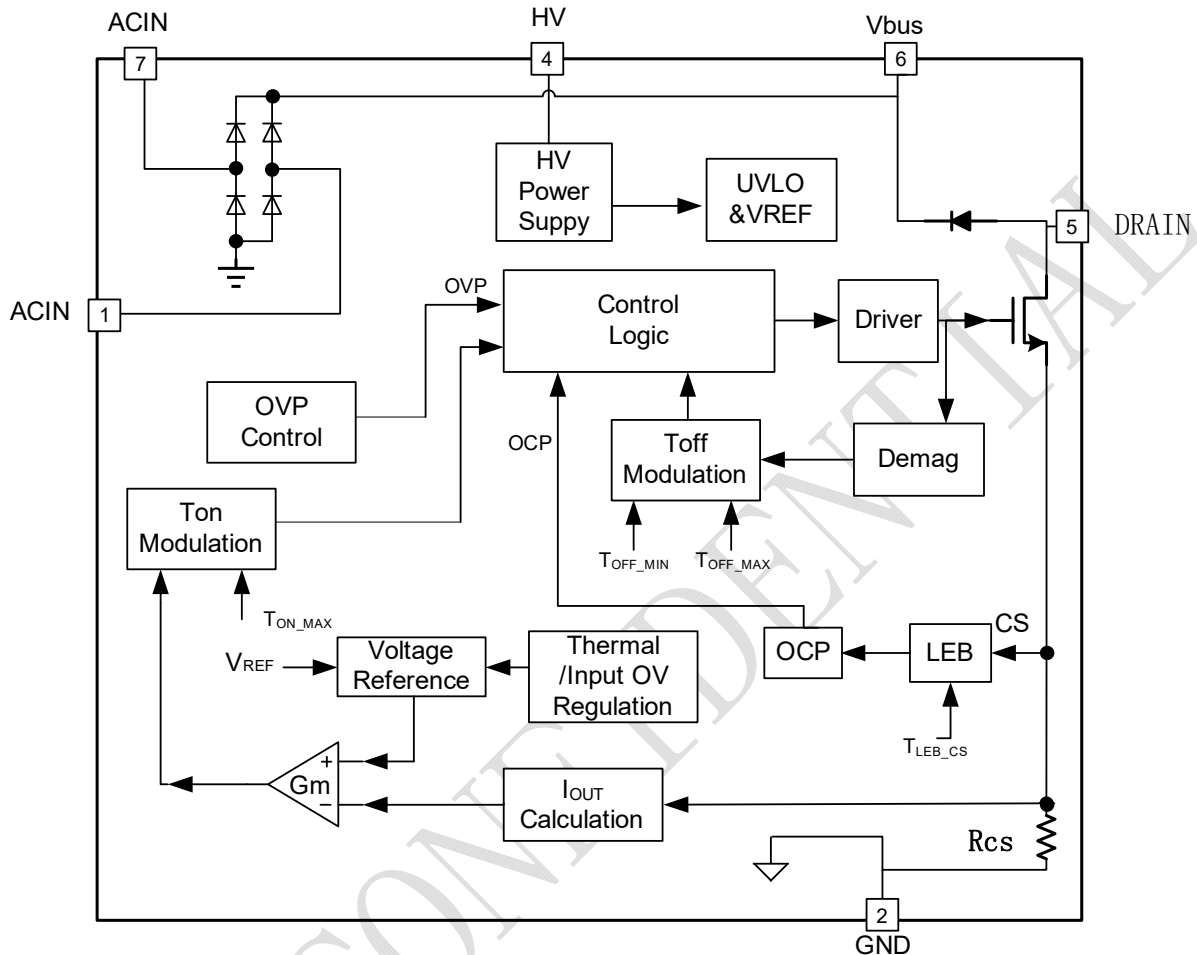 ACIN
HV
Vbus
7
4
6
HV
Power
Suppy
UVLO
&VREF
5
DRAIN
ACIN
1
OVP
Control
Logic
Driver
OVP
Control
OCP
Toff
Modulation
Demag
Ton
Modulation
TOFF_MIN
TOFF_MAX
TON_MAX
VREF
Voltage
Reference
Thermal
/Input OV
Regulation
OCP
LEB
CS
TLEB_CS
+
Gm
−
IOUT
Calculation
Rcs
2
GND
CONFIDENTIAL